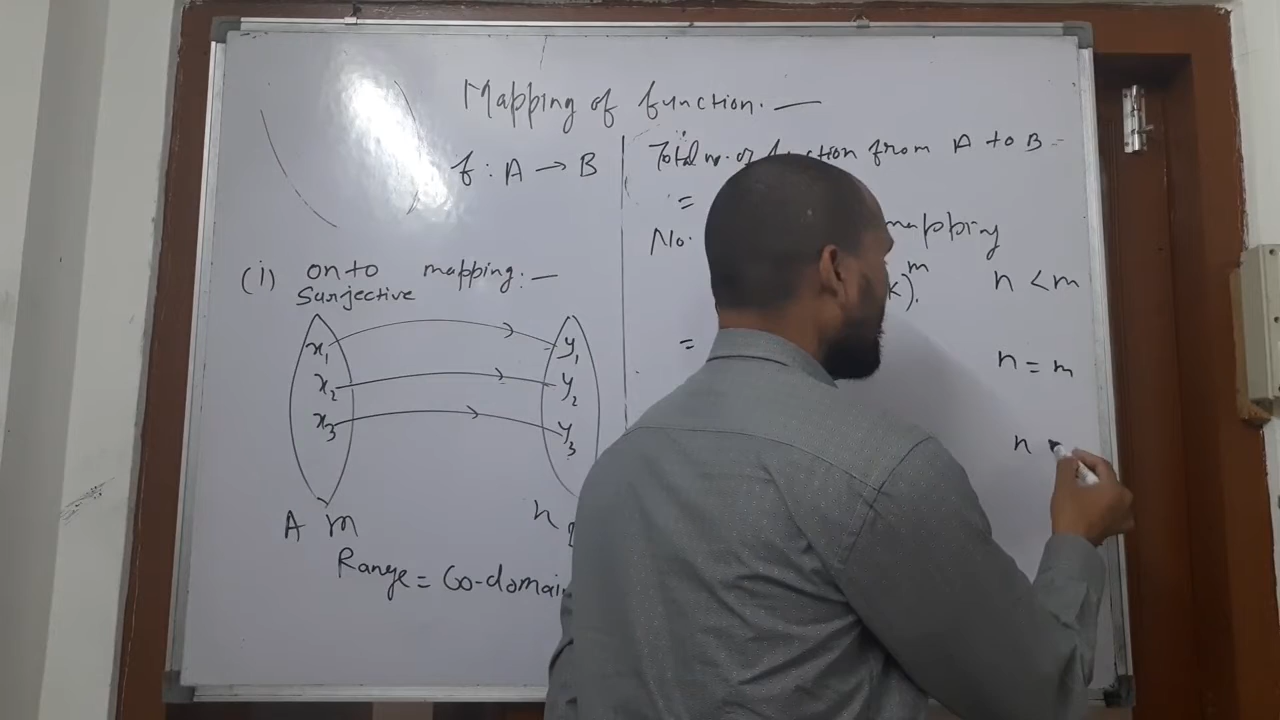 Mapping of function. —
f : A → B
(i) onto mapping : —
Surjective
x₁ y₁
x₂ y₂
x₃ y₃
A m n
Range = Co-domain
Total no. of function from A to B =
=
No. mapping
k)ᵐ. n < m
= n = m
n